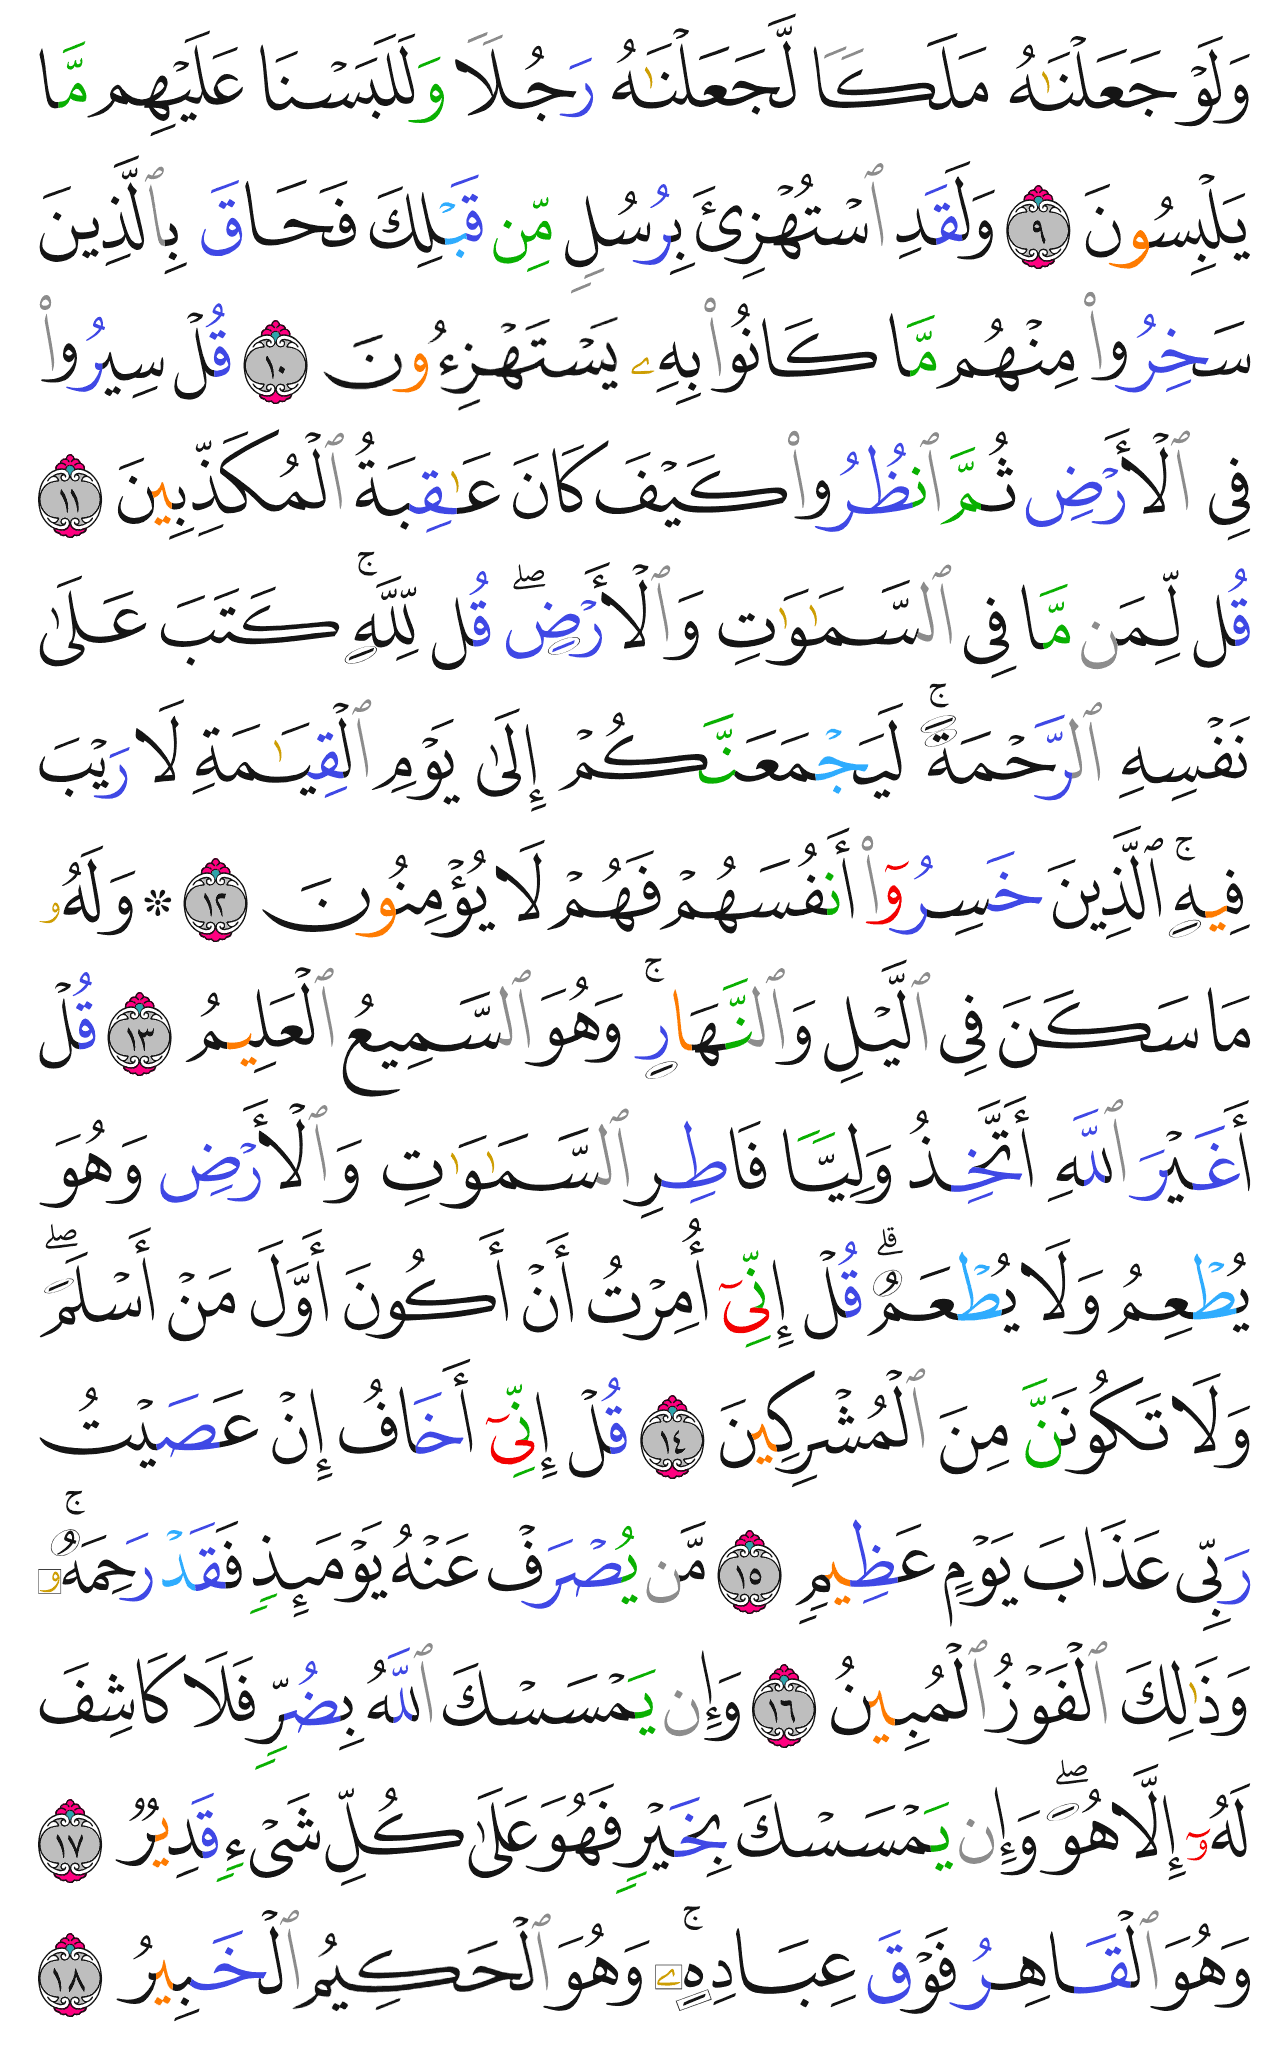 وَلَوْ جَعَلْنَٰهُ مَلَكًا لَّجَعَلْنَٰهُ رَجُلًا وَلَلَبَسْنَا عَلَيْهِم مَّا
يَلْبِسُونَ ٩ وَلَقَدِ ٱسْتُهْزِئَ بِرُسُلٍ مِّن قَبْلِكَ فَحَاقَ بِٱلَّذِينَ
سَخِرُوا۟ مِنْهُم مَّا كَانُوا۟ بِهِۦ يَسْتَهْزِءُونَ ١٠ قُلْ سِيرُوا۟
فِى ٱلْأَرْضِ ثُمَّ ٱنظُرُوا۟ كَيْفَ كَانَ عَٰقِبَةُ ٱلْمُكَذِّبِينَ ١١
قُل لِّمَن مَّا فِى ٱلسَّمَٰوَٰتِ وَٱلْأَرْضِ ۖ قُل لِّلَّهِ ۚ كَتَبَ عَلَىٰ
نَفْسِهِ ٱلرَّحْمَةَ ۚ لَيَجْمَعَنَّكُمْ إِلَىٰ يَوْمِ ٱلْقِيَٰمَةِ لَا رَيْبَ
فِيهِ ۚ ٱلَّذِينَ خَسِرُوٓا۟ أَنفُسَهُمْ فَهُمْ لَا يُؤْمِنُونَ ١٢ ۞ وَلَهُۥ
مَا سَكَنَ فِى ٱلَّيْلِ وَٱلنَّهَارِ ۚ وَهُوَ ٱلسَّمِيعُ ٱلْعَلِيمُ ١٣ قُلْ
أَغَيْرَ ٱللَّهِ أَتَّخِذُ وَلِيًّا فَاطِرِ ٱلسَّمَٰوَٰتِ وَٱلْأَرْضِ وَهُوَ
يُطْعِمُ وَلَا يُطْعَمُ ۗ قُلْ إِنِّىٓ أُمِرْتُ أَنْ أَكُونَ أَوَّلَ مَنْ أَسْلَمَ ۖ
وَلَا تَكُونَنَّ مِنَ ٱلْمُشْرِكِينَ ١٤ قُلْ إِنِّىٓ أَخَافُ إِنْ عَصَيْتُ
رَبِّى عَذَابَ يَوْمٍ عَظِيمٍ ١٥ مَّن يُصْرَفْ عَنْهُ يَوْمَئِذٍ فَقَدْ رَحِمَهُۥ ۚ
وَذَٰلِكَ ٱلْفَوْزُ ٱلْمُبِينُ ١٦ وَإِن يَمْسَسْكَ ٱللَّهُ بِضُرٍّ فَلَا كَاشِفَ
لَهُۥٓ إِلَّا هُوَ ۖ وَإِن يَمْسَسْكَ بِخَيْرٍ فَهُوَ عَلَىٰ كُلِّ شَىْءٍ قَدِيرٌ ١٧
وَهُوَ ٱلْقَاهِرُ فَوْقَ عِبَادِهِۦ ۚ وَهُوَ ٱلْحَكِيمُ ٱلْخَبِيرُ ١٨